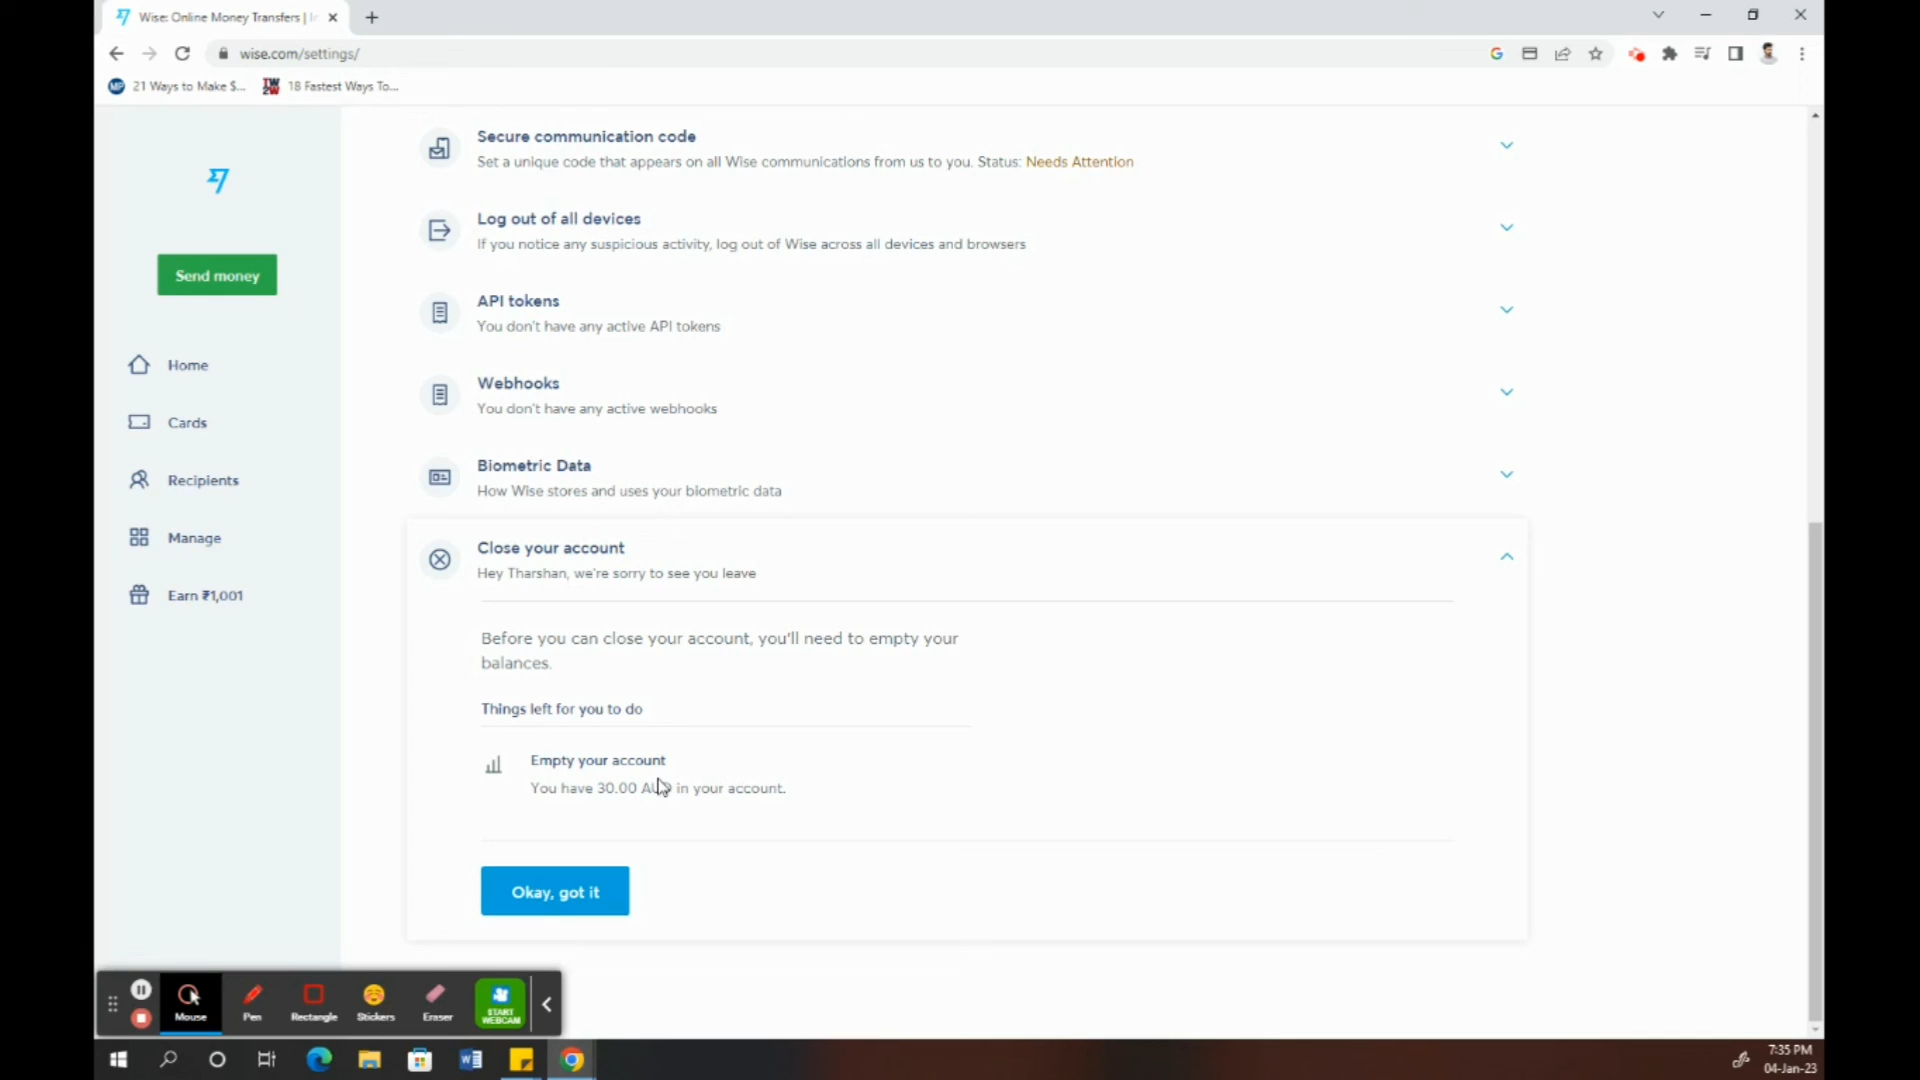 Wise: Online Money Transfers |
wise.com/settings/
21 Ways to Make $...
18 Fastest Ways To...
Secure communication code
Set a unique code that appears on all Wise communications from us to you. Status: Needs Attention
Log out of all devices
If you notice any suspicious activity, log out of Wise across all devices and browsers
Send money
API tokens
You don't have any active API tokens
Home
Webhooks
You don't have any active webhooks
Cards
Biometric Data
How Wise stores and uses your biometric data
Recipients
Manage
Close your account
Hey Tharshan, we're sorry to see you leave
Earn ₹1,001
Before you can close your account, you'll need to empty your
balances.
Things left for you to do
Empty your account
You have 30.00 AUD in your account.
Okay, got it
Mouse
Pen
Rectangle
Stickers
Eraser
START
WEBCAM
7:35 PM
04-Jan-23